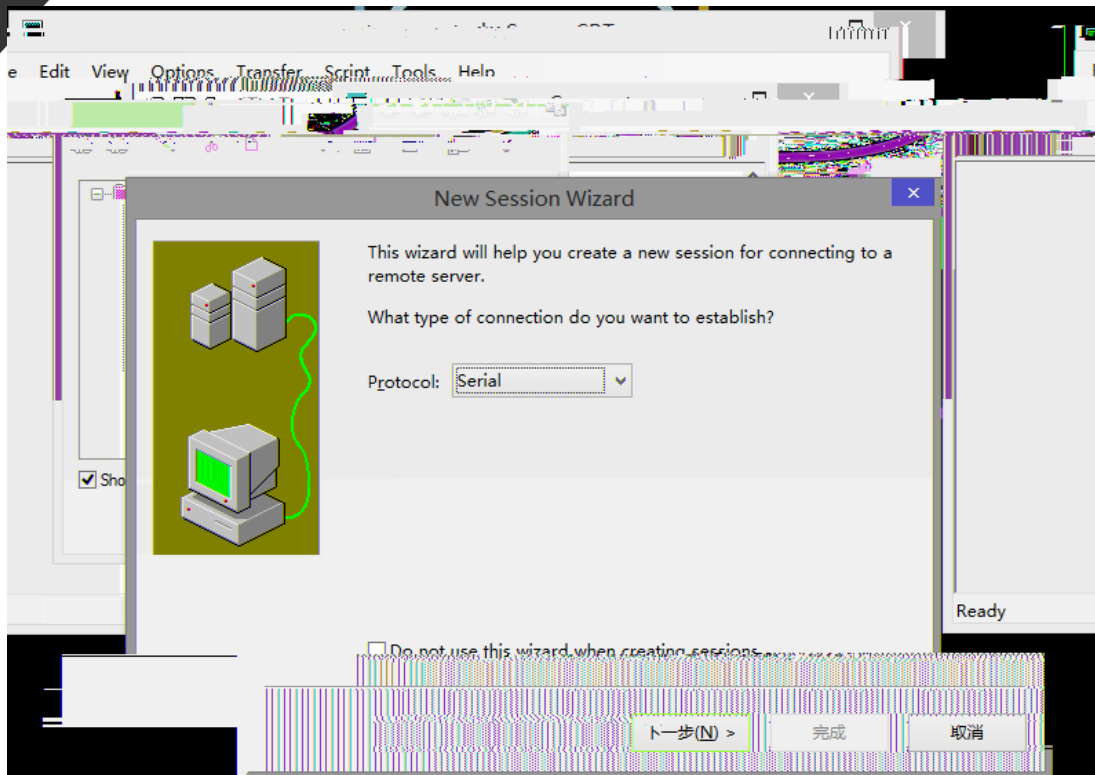 Edit View Options Transfer Script Tools Help
New Session Wizard
This wizard will help you create a new session for connecting to a
remote server.
What type of connection do you want to establish?
Protocol: Serial
Sho
Ready
Do not use this wizard when creating sessions
下一步(N) > 完成 取消